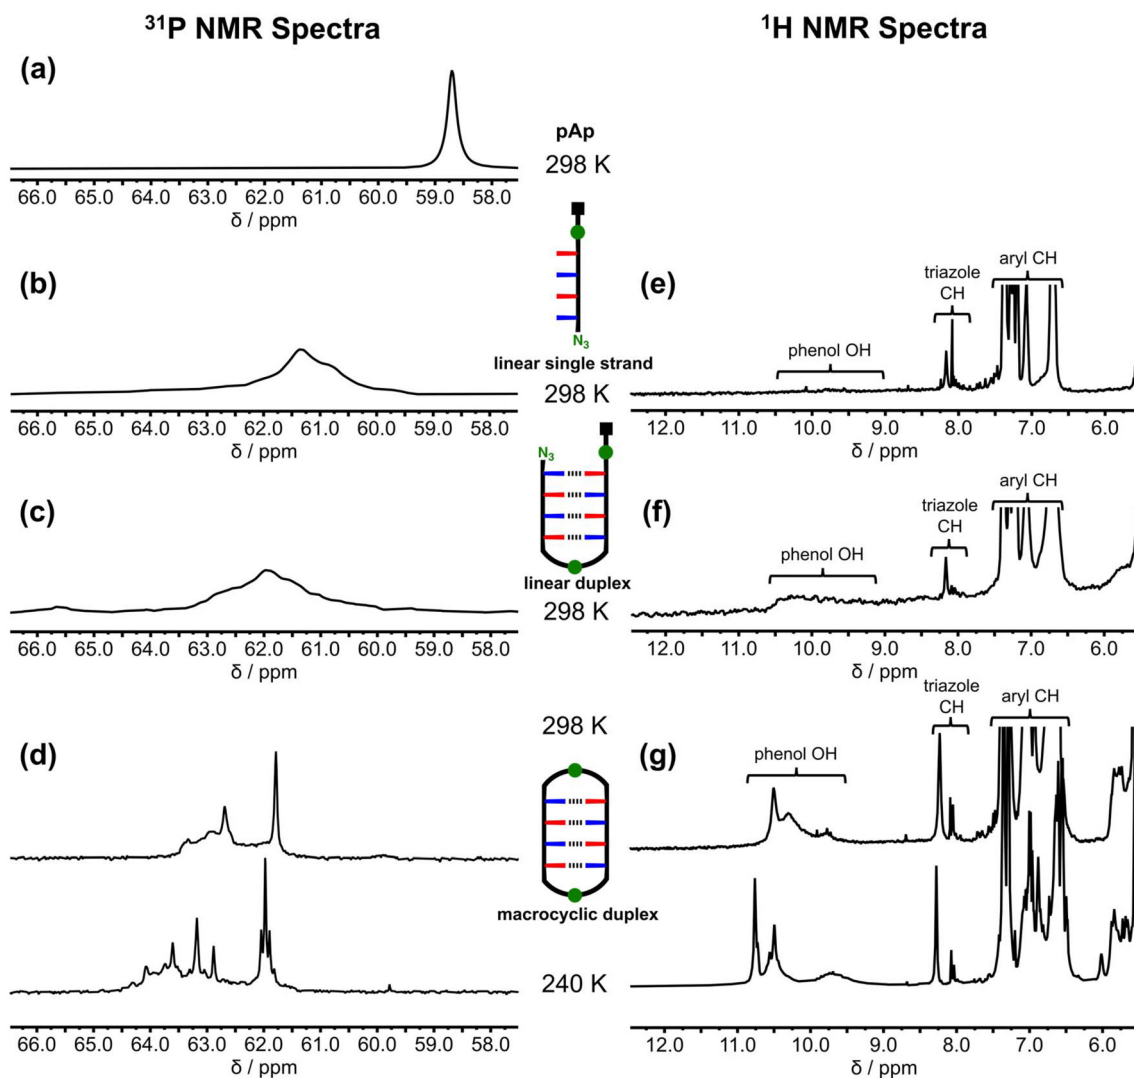 ³¹P NMR Spectra
¹H NMR Spectra
(a)
pAp
298 K
66.0 65.0 64.0 63.0 62.0 61.0 60.0 59.0 58.0
δ / ppm
(b)
N₃
linear single strand
298 K
66.0 65.0 64.0 63.0 62.0 61.0 60.0 59.0 58.0
δ / ppm
(e)
phenol OH
triazole
CH
aryl CH
12.0 11.0 10.0 9.0 8.0 7.0 6.0
δ / ppm
(c)
N₃
linear duplex
298 K
66.0 65.0 64.0 63.0 62.0 61.0 60.0 59.0 58.0
δ / ppm
(f)
phenol OH
triazole
CH
aryl CH
12.0 11.0 10.0 9.0 8.0 7.0 6.0
δ / ppm
(d)
298 K
macrocyclic duplex
240 K
66.0 65.0 64.0 63.0 62.0 61.0 60.0 59.0 58.0
δ / ppm
(g)
phenol OH
triazole
CH
aryl CH
12.0 11.0 10.0 9.0 8.0 7.0 6.0
δ / ppm